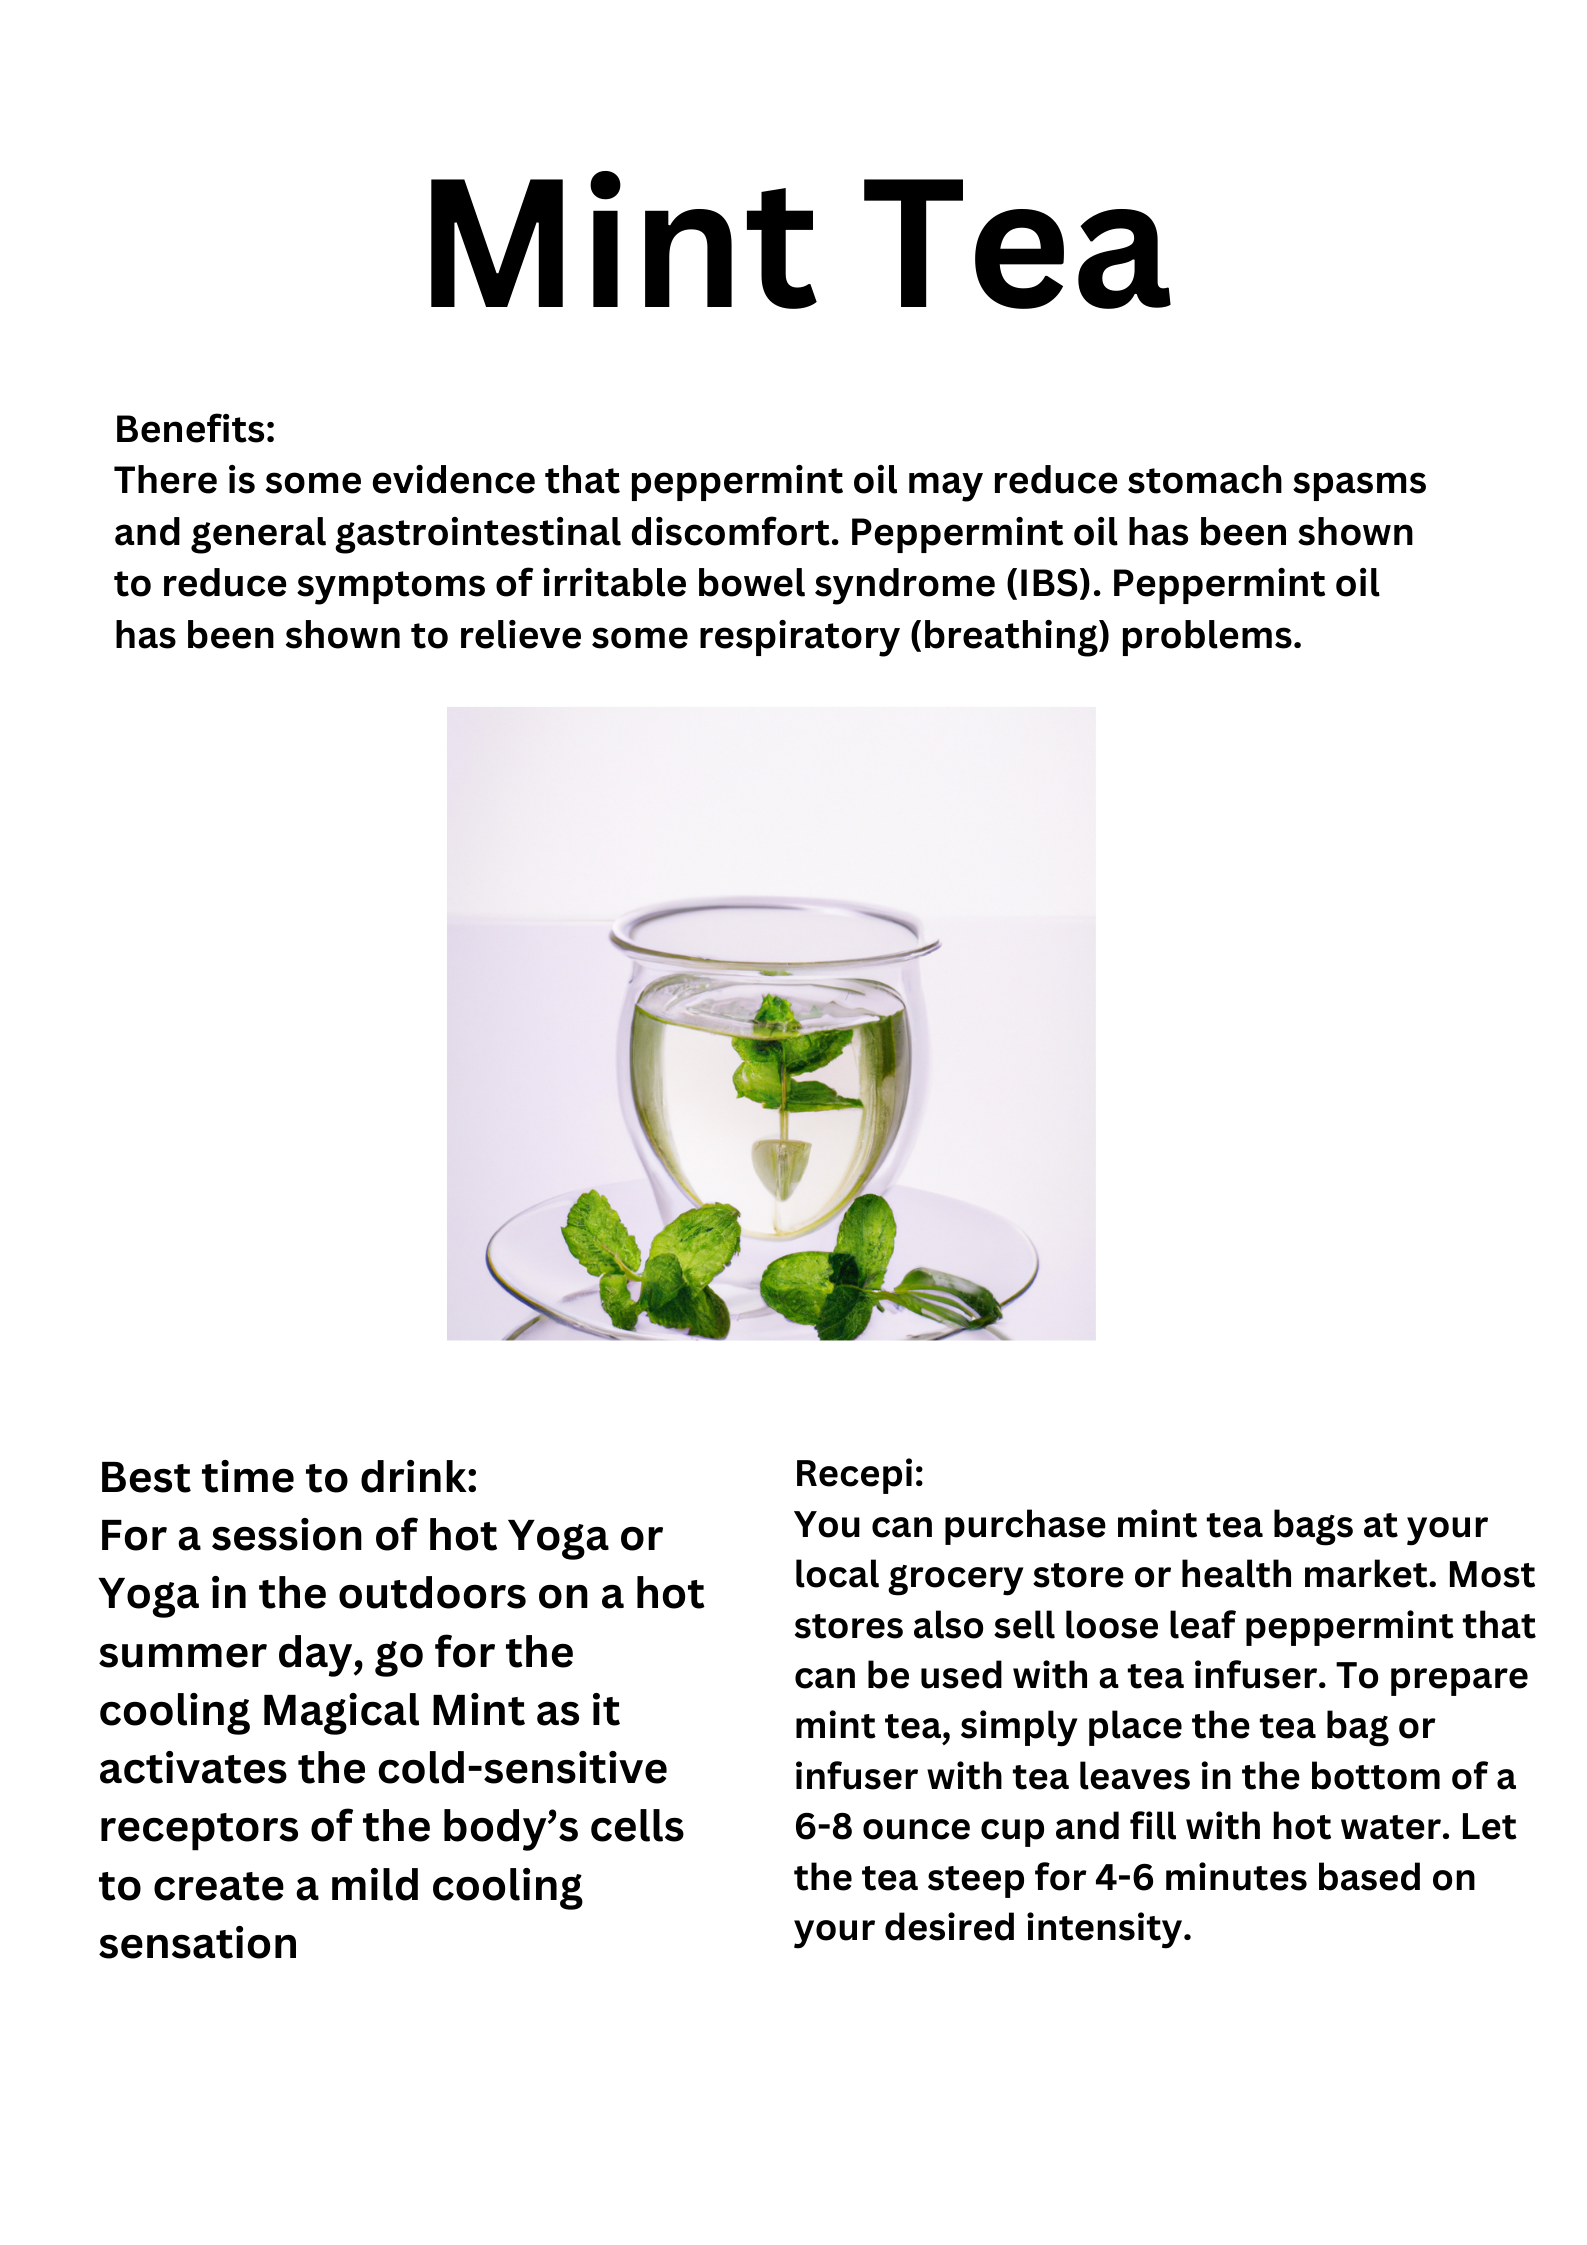 Mint Tea
Benefits:
There is some evidence that peppermint oil may reduce stomach spasms
and general gastrointestinal discomfort. Peppermint oil has been shown
to reduce symptoms of irritable bowel syndrome (IBS). Peppermint oil
has been shown to relieve some respiratory (breathing) problems.
Best time to drink:
For a session of hot Yoga or
Yoga in the outdoors on a hot
summer day, go for the
cooling Magical Mint as it
activates the cold-sensitive
receptors of the body’s cells
to create a mild cooling
sensation
Recepi:
You can purchase mint tea bags at your
local grocery store or health market. Most
stores also sell loose leaf peppermint that
can be used with a tea infuser. To prepare
mint tea, simply place the tea bag or
infuser with tea leaves in the bottom of a
6-8 ounce cup and fill with hot water. Let
the tea steep for 4-6 minutes based on
your desired intensity.